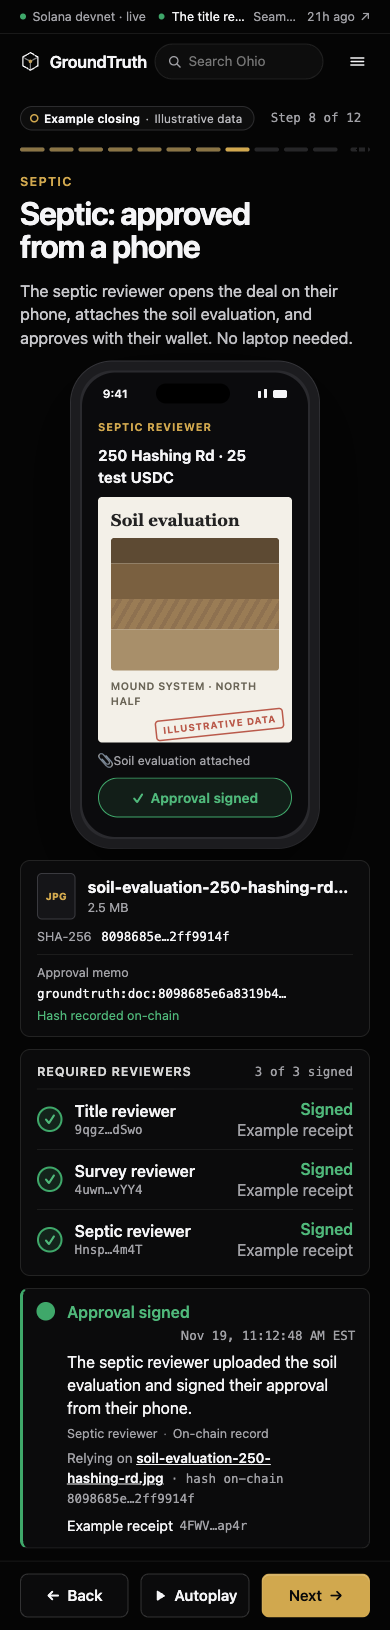 Solana devnet · live
The title re... Seam... 21h ago ↗
GroundTruth
Search Ohio
Example closing · Illustrative data
Step 8 of 12
SEPTIC
Septic: approved
from a phone
The septic reviewer opens the deal on their
phone, attaches the soil evaluation, and
approves with their wallet. No laptop needed.
9:41
SEPTIC REVIEWER
250 Hashing Rd · 25
test USDC
Soil evaluation
MOUND SYSTEM · NORTH
HALF
ILLUSTRATIVE DATA
📎Soil evaluation attached
✓ Approval signed
JPG
soil-evaluation-250-hashing-rd...
2.5 MB
SHA-256 8098685e…2ff9914f
Approval memo
groundtruth:doc:8098685e6a8319b4…
Hash recorded on-chain
REQUIRED REVIEWERS
3 of 3 signed
Title reviewer
Signed
9qgz…dSwo
Example receipt
Survey reviewer
Signed
4uwn…vYY4
Example receipt
Septic reviewer
Signed
Hnsp…4m4T
Example receipt
Approval signed
Nov 19, 11:12:48 AM EST
The septic reviewer uploaded the soil
evaluation and signed their approval
from their phone.
Septic reviewer · On-chain record
Relying on soil-evaluation-250-
hashing-rd.jpg · hash on-chain
8098685e…2ff9914f
Example receipt 4FWV…ap4r
← Back
▶ Autoplay
Next →